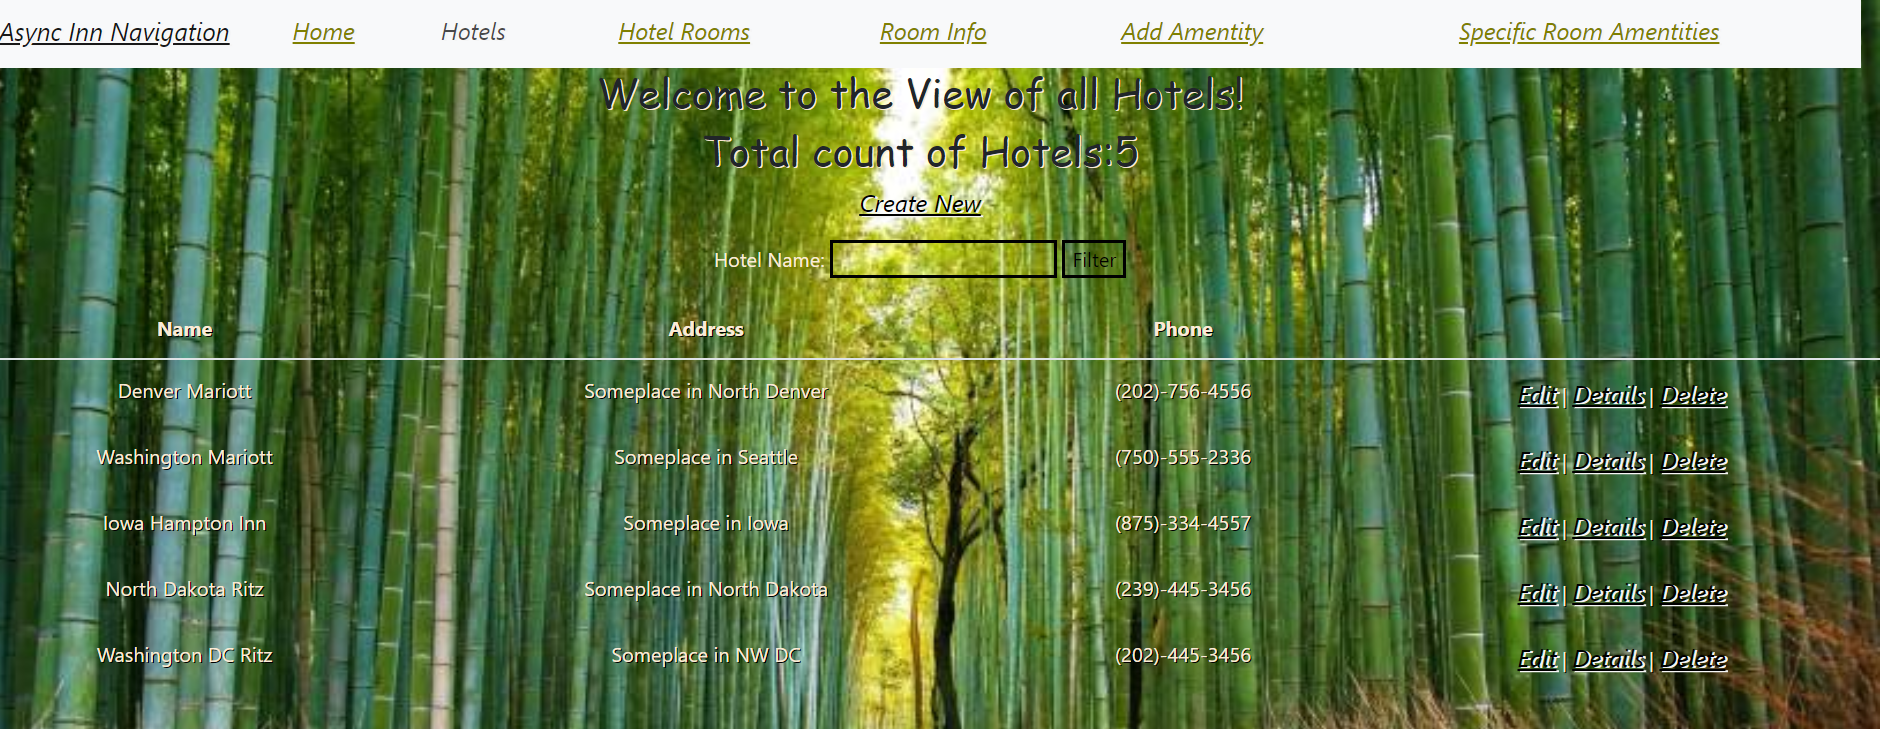 Async Inn Navigation Home Hotels Hotel Rooms Room Info Add Amentity Specific Room Amentities
Welcome to the View of all Hotels!
Total count of Hotels:5
Create New
Hotel Name: Filter
Name Address Phone
Denver Mariott Someplace in North Denver (202)-756-4556 Edit | Details | Delete
Washington Mariott Someplace in Seattle (750)-555-2336 Edit | Details | Delete
Iowa Hampton Inn Someplace in Iowa (875)-334-4557 Edit | Details | Delete
North Dakota Ritz Someplace in North Dakota (239)-445-3456 Edit | Details | Delete
Washington DC Ritz Someplace in NW DC (202)-445-3456 Edit | Details | Delete